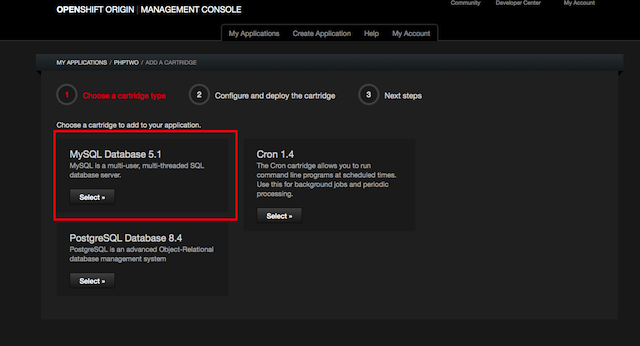 OPENSHIFT ORIGIN | MANAGEMENT CONSOLE
Community Developer Center My Account
My Applications Create Application Help My Account
MY APPLICATIONS / PHPTWO / ADD A CARTRIDGE
1 Choose a cartridge type 2 Configure and deploy the cartridge 3 Next steps
Choose a cartridge to add to your application.
MySQL Database 5.1
MySQL is a multi-user, multi-threaded SQL
database server.
Select »
Cron 1.4
The Cron cartridge allows you to run
command line programs at scheduled times.
Use this for background jobs and periodic
processing.
Select »
PostgreSQL Database 8.4
PostgreSQL is an advanced Object-Relational
database management system
Select »